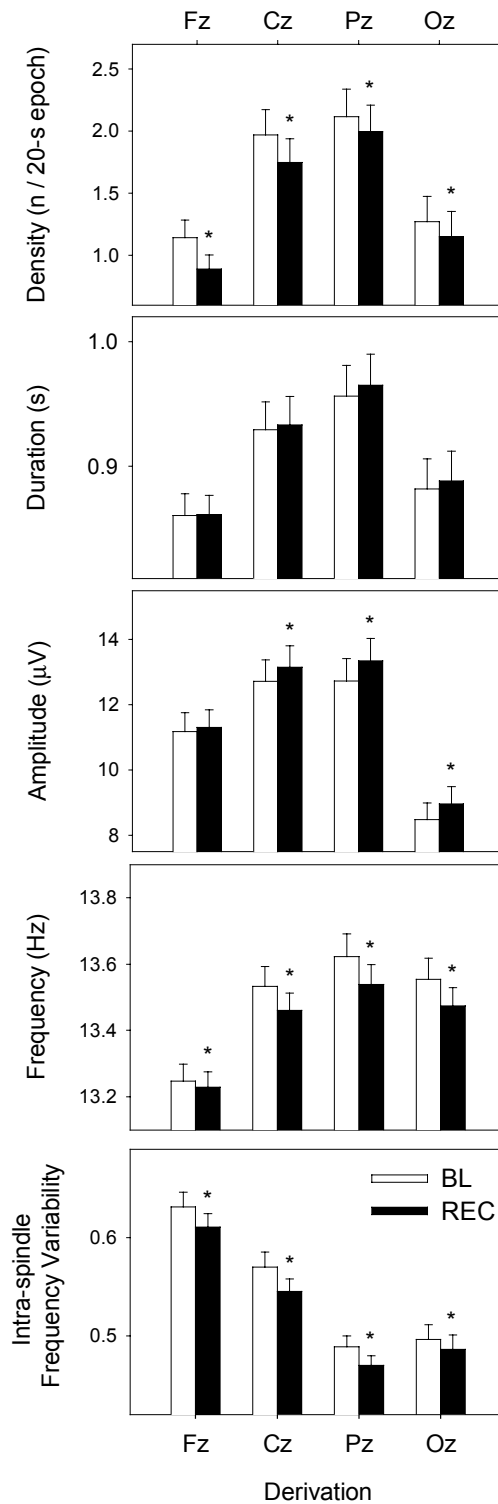 Fz Cz Pz Oz
Density (n / 20-s epoch)
2.5
2.0
1.5
1.0
* * * *
Duration (s)
1.0
0.9
Amplitude (µV)
14
12
10
8
* * *
Frequency (Hz)
13.8
13.6
13.4
13.2
* * * *
Intra-spindle
Frequency Variability
0.6
0.5
BL
REC
* * * *
Fz Cz Pz Oz
Derivation